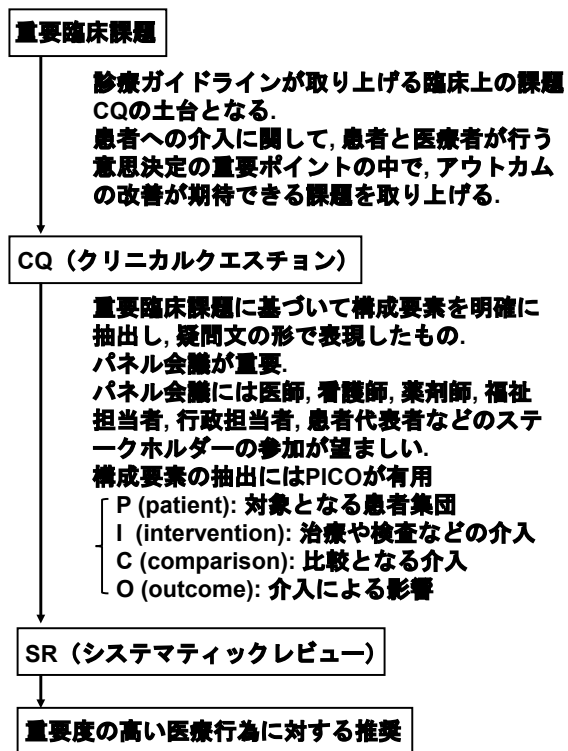 重要臨床課題
診療ガイドラインが取り上げる臨床上の課題
CQの土台となる.
患者への介入に関して, 患者と医療者が行う
意思決定の重要ポイントの中で, アウトカム
の改善が期待できる課題を取り上げる.
CQ（クリニカルクエスチョン）
重要臨床課題に基づいて構成要素を明確に
抽出し, 疑問文の形で表現したもの.
パネル会議が重要.
パネル会議には医師, 看護師, 薬剤師, 福祉
担当者, 行政担当者, 患者代表者などのステ
ークホルダーの参加が望ましい.
構成要素の抽出にはPICOが有用
P (patient): 対象となる患者集団
I (intervention): 治療や検査などの介入
C (comparison): 比較となる介入
O (outcome): 介入による影響
SR（システマティックレビュー）
重要度の高い医療行為に対する推奨